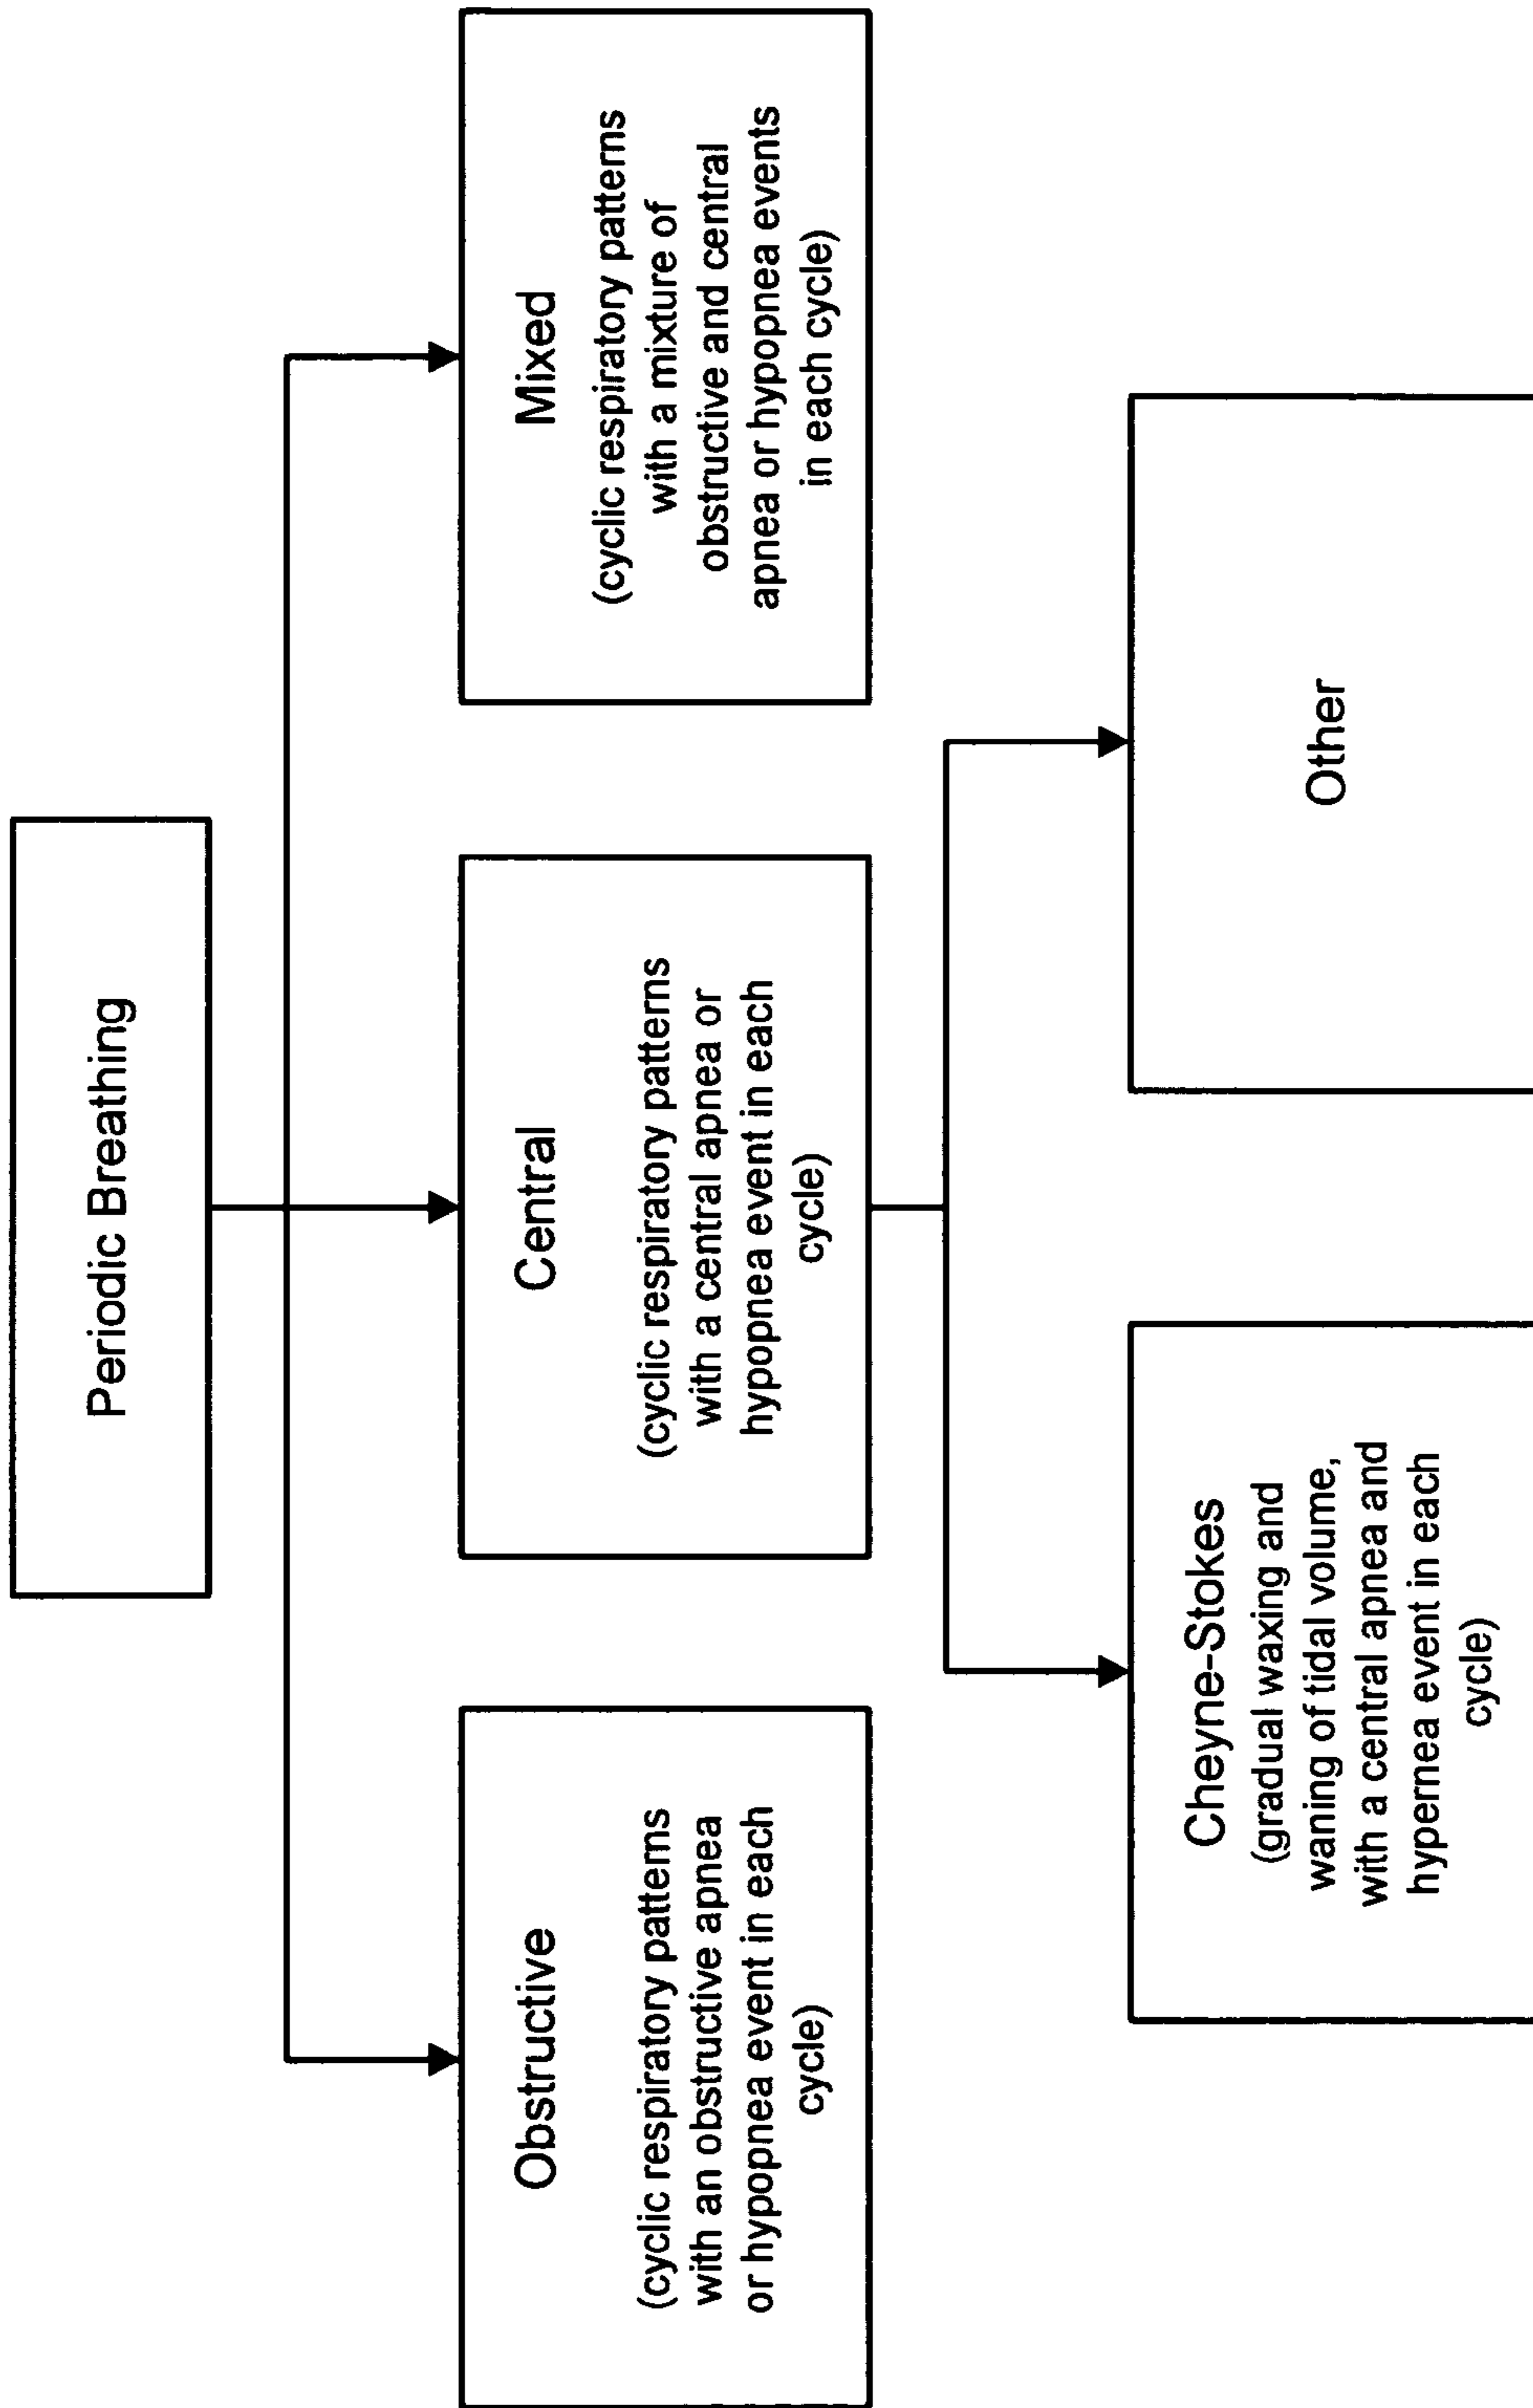 Periodic Breathing
Obstructive
(cyclic respiratory patterns
with an obstructive apnea
or hypopnea event in each
cycle)
Central
(cyclic respiratory patterns
with a central apnea or
hypopnea event in each
cycle)
Mixed
(cyclic respiratory patterns
with a mixture of
obstructive and central
apnea or hypopnea events
in each cycle)
Cheyne-Stokes
(gradual waxing and
waning of tidal volume,
with a central apnea and
hypernea event in each
cycle)
Other